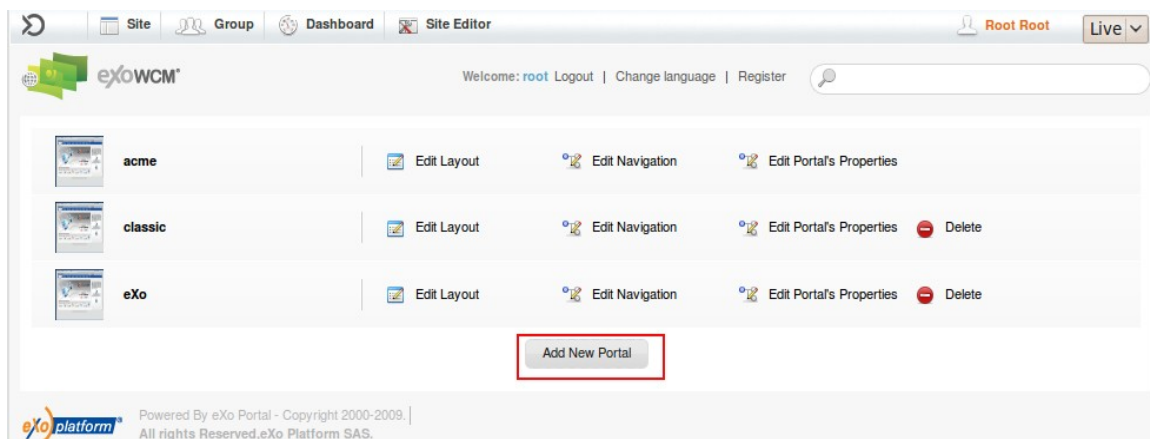 Site Group Dashboard Site Editor Root Root Live
eXoWCM Welcome: root Logout | Change language | Register
acme Edit Layout Edit Navigation Edit Portal's Properties
classic Edit Layout Edit Navigation Edit Portal's Properties Delete
eXo Edit Layout Edit Navigation Edit Portal's Properties Delete
Add New Portal
eXo platform Powered By eXo Portal - Copyright 2000-2009.
All rights Reserved.eXo Platform SAS.